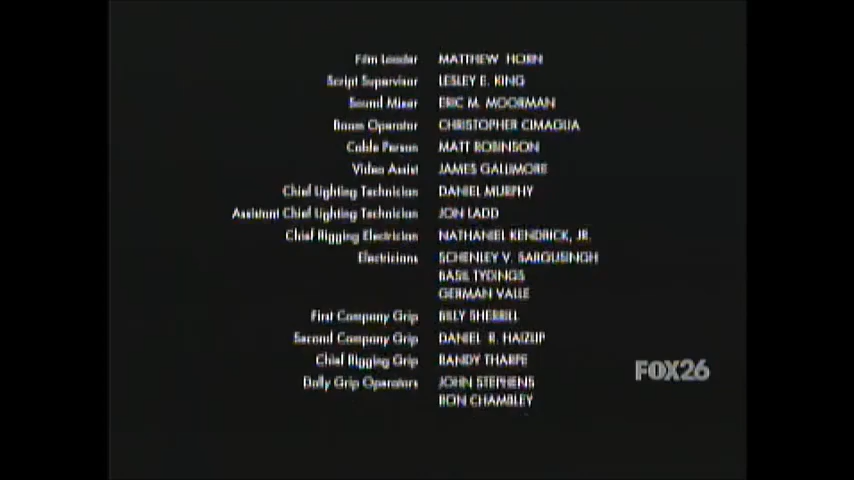 Film Loader MATTHEW HORN
Script Supervisor LESLEY E. KING
Sound Mixer ERIC M. MOORMAN
Boom Operator CHRISTOPHER CIMAGLIA
Cable Person MATT ROBINSON
Video Assist JAMES GALLIMORE
Chief Lighting Technician DANIEL MURPHY
Assistant Chief Lighting Technician JON LADD
Chief Rigging Electrician NATHANIEL KENDRICK, JR.
Electricians SCHENLEY V. SARGUSINGH
BASIL TYDINGS
GERMAN VALLE
First Company Grip BILLY SHERRILL
Second Company Grip DANIEL R. HAIZLIP
Chief Rigging Grip RANDY THARPE
FOX26
Dolly Grip Operators JOHN STEPHENS
RON CHAMBLEY